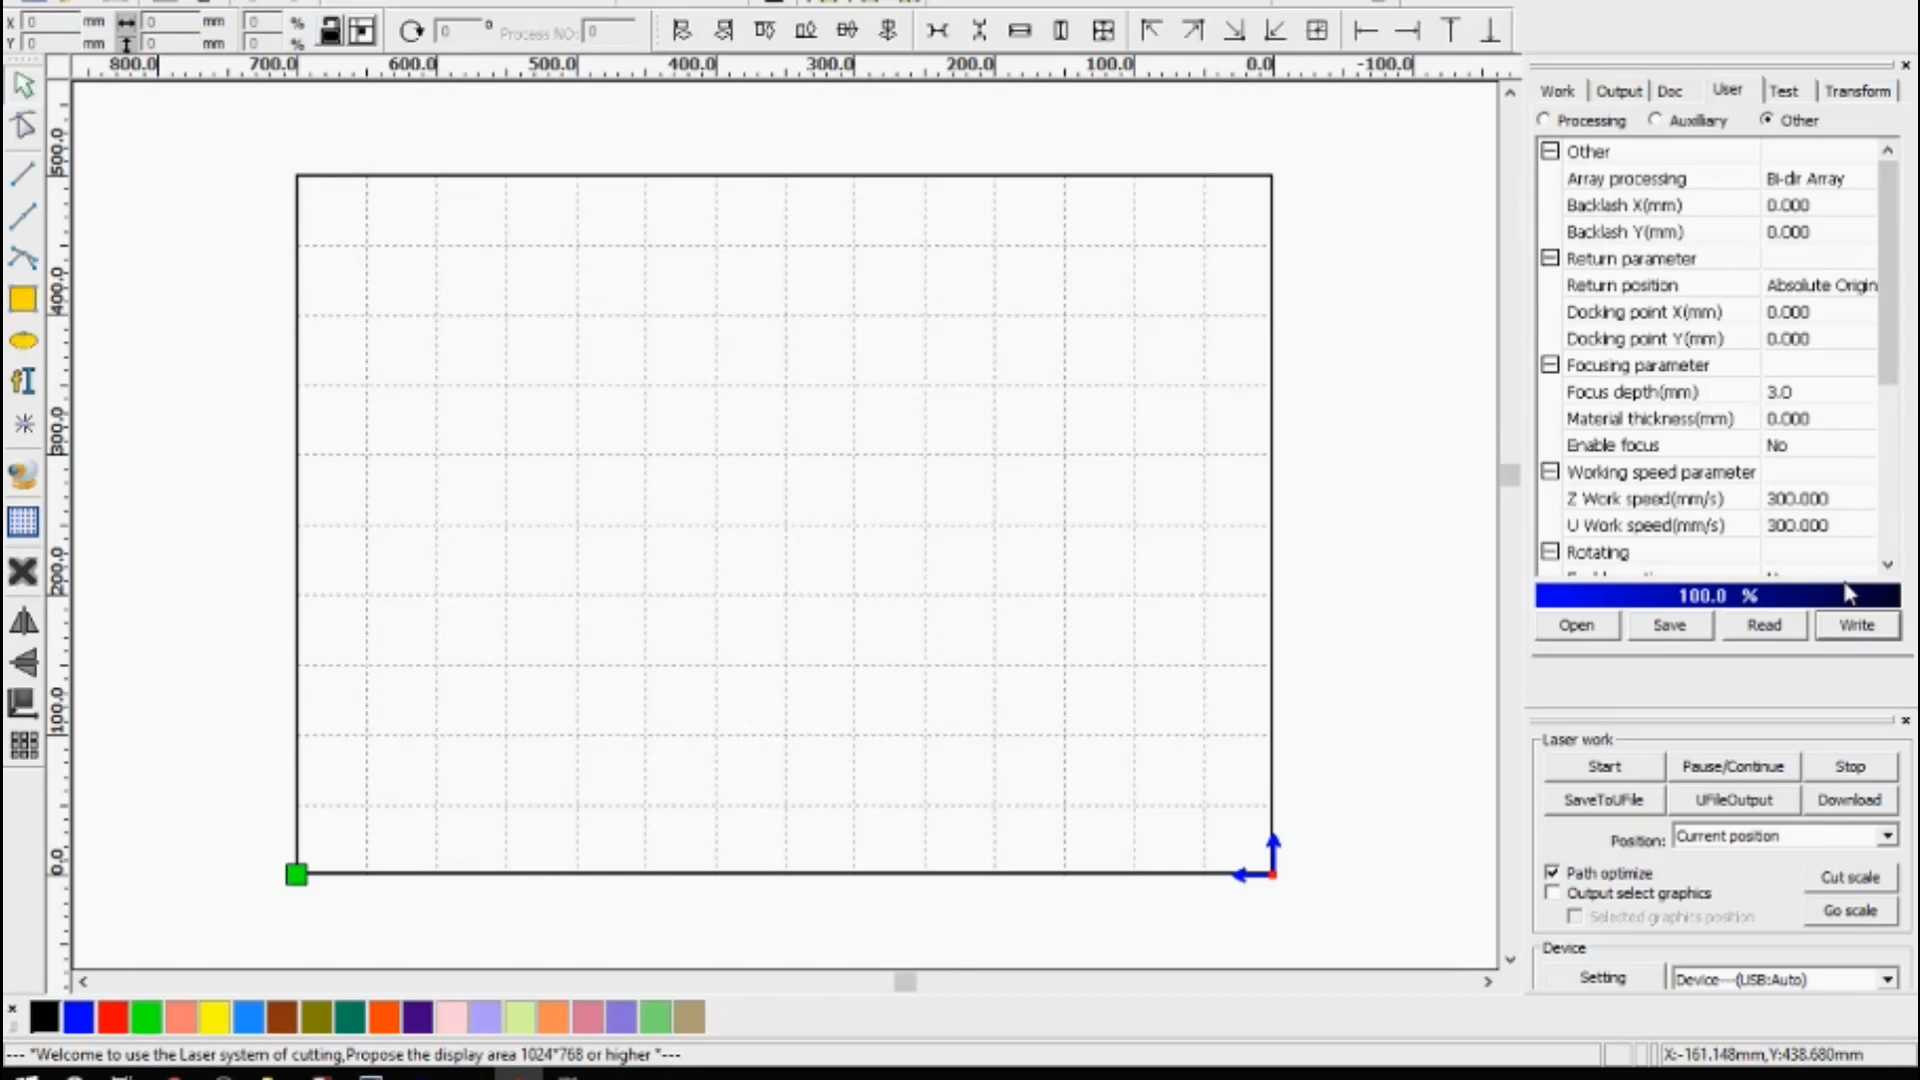 X 0 mm 0 mm 0 %
Y 0 mm 0 mm 0 %
0 ° Process NO: 0
800.0 700.0 600.0 500.0 400.0 300.0 200.0 100.0 0.0 -100.0
500.0
400.0
300.0
200.0
100.0
0.0
Work Output Doc User Test Transform
Processing Auxiliary Other
Other
Array processing Bi-dir Array
Backlash X(mm) 0.000
Backlash Y(mm) 0.000
Return parameter
Return position Absolute Origin
Docking point X(mm) 0.000
Docking point Y(mm) 0.000
Focusing parameter
Focus depth(mm) 3.0
Material thickness(mm) 0.000
Enable focus No
Working speed parameter
Z Work speed(mm/s) 300.000
U Work speed(mm/s) 300.000
Rotating
100.0 %
Open Save Read Write
Laser work
Start Pause/Continue Stop
SaveToUFile UFileOutput Download
Position: Current position
Path optimize
Cut scale
Output select graphics
Selected graphics position
Go scale
Device
Setting Device---(USB:Auto)
--- *Welcome to use the Laser system of cutting,Propose the display area 1024*768 or higher *---
X:-161.148mm,Y:438.680mm